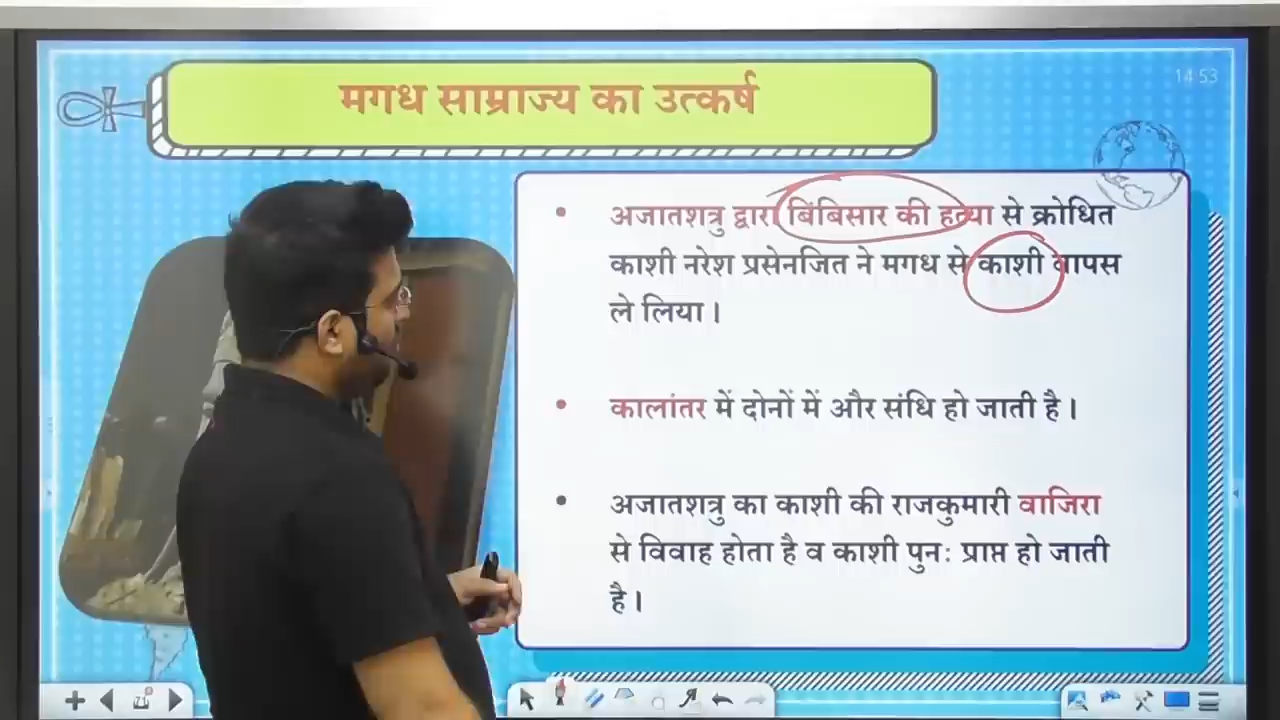 मगध साम्राज्य का उत्कर्ष
14 53
• अजातशत्रु द्वारा बिंबिसार की हत्या से क्रोधित
काशी नरेश प्रसेनजित ने मगध से काशी वापस
ले लिया।
• कालांतर में दोनों में और संधि हो जाती है।
• अजातशत्रु का काशी की राजकुमारी वाजिरा
से विवाह होता है व काशी पुनः प्राप्त हो जाती
है।